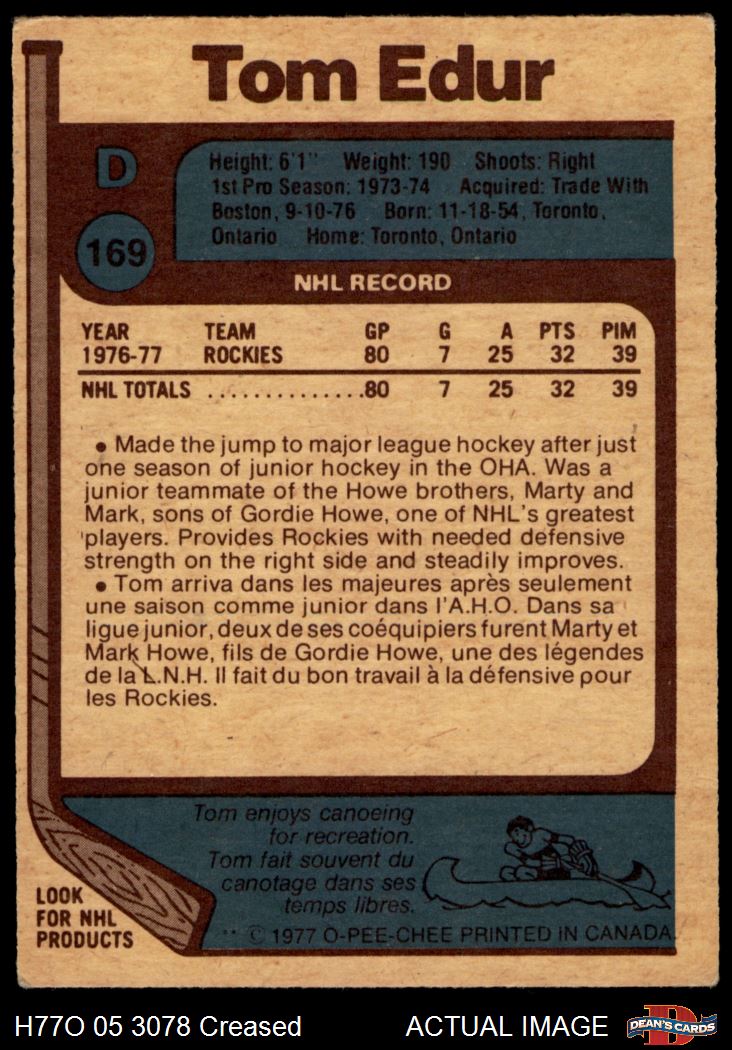 Tom Edur
D
169
Height: 6'1" Weight: 190 Shoots: Right
1st Pro Season: 1973-74 Acquired: Trade With
Boston, 9-10-76 Born: 11-18-54, Toronto,
Ontario Home: Toronto, Ontario
NHL RECORD
YEAR TEAM GP G A PTS PIM
1976-77 ROCKIES 80 7 25 32 39
NHL TOTALS ..............80 7 25 32 39
• Made the jump to major league hockey after just
one season of junior hockey in the OHA. Was a
junior teammate of the Howe brothers, Marty and
Mark, sons of Gordie Howe, one of NHL's greatest
players. Provides Rockies with needed defensive
strength on the right side and steadily improves.
• Tom arriva dans les majeures après seulement
une saison comme junior dans l'A.H.O. Dans sa
ligue junior, deux de ses coéquipiers furent Marty et
Mark Howe, fils de Gordie Howe, une des légendes
de la L.N.H. Il fait du bon travail à la défensive pour
les Rockies.
Tom enjoys canoeing
for recreation.
Tom fait souvent du
canotage dans ses
temps libres.
LOOK
FOR NHL
PRODUCTS
** © 1977 O-PEE-CHEE PRINTED IN CANADA
H77O 05 3078 Creased ACTUAL IMAGE
D
DEAN'S CARDS